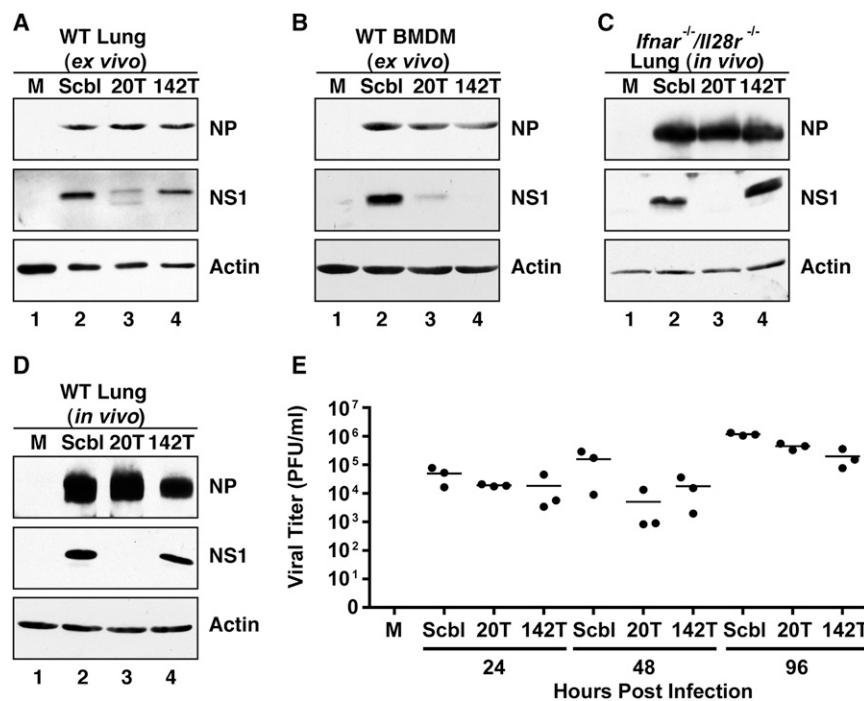 A
WT Lung
(ex vivo)
M Scbl 20T 142T
NP
NS1
Actin
1 2 3 4
B
WT BMDM
(ex vivo)
M Scbl 20T 142T
NP
NS1
Actin
1 2 3 4
C
Ifnar -/-/Il28r -/-
Lung (in vivo)
M Scbl 20T 142T
NP
NS1
Actin
1 2 3 4
D
WT Lung
(in vivo)
M Scbl 20T 142T
NP
NS1
Actin
1 2 3 4
E
Viral Titer (PFU/ml)
10^7
10^6
10^5
10^4
10^3
10^2
10^1
0
M Scbl 20T 142T Scbl 20T 142T Scbl 20T 142T
24 48 96
Hours Post Infection